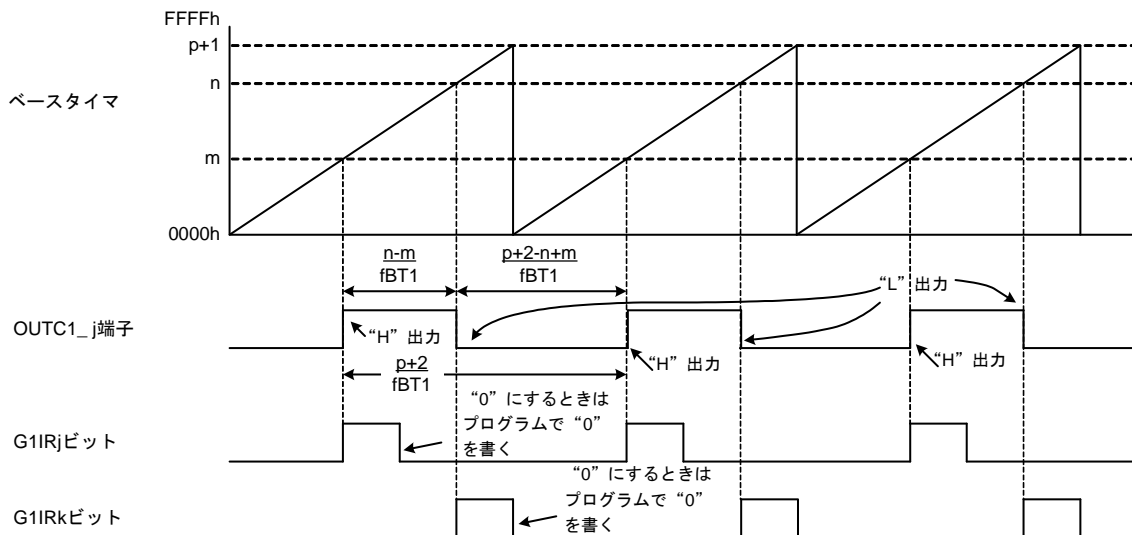 FFFFh
p+1
n
ベースタイマ
m
0000h
n-m
fBT1
p+2-n+m
fBT1
“L” 出力
OUTC1_ j端子
“H” 出力
“H” 出力
“H” 出力
p+2
fBT1
“0” にするときは
プログラムで “0”
を書く
G1IRjビット
“0” にするときは
プログラムで “0”
を書く
G1IRkビット